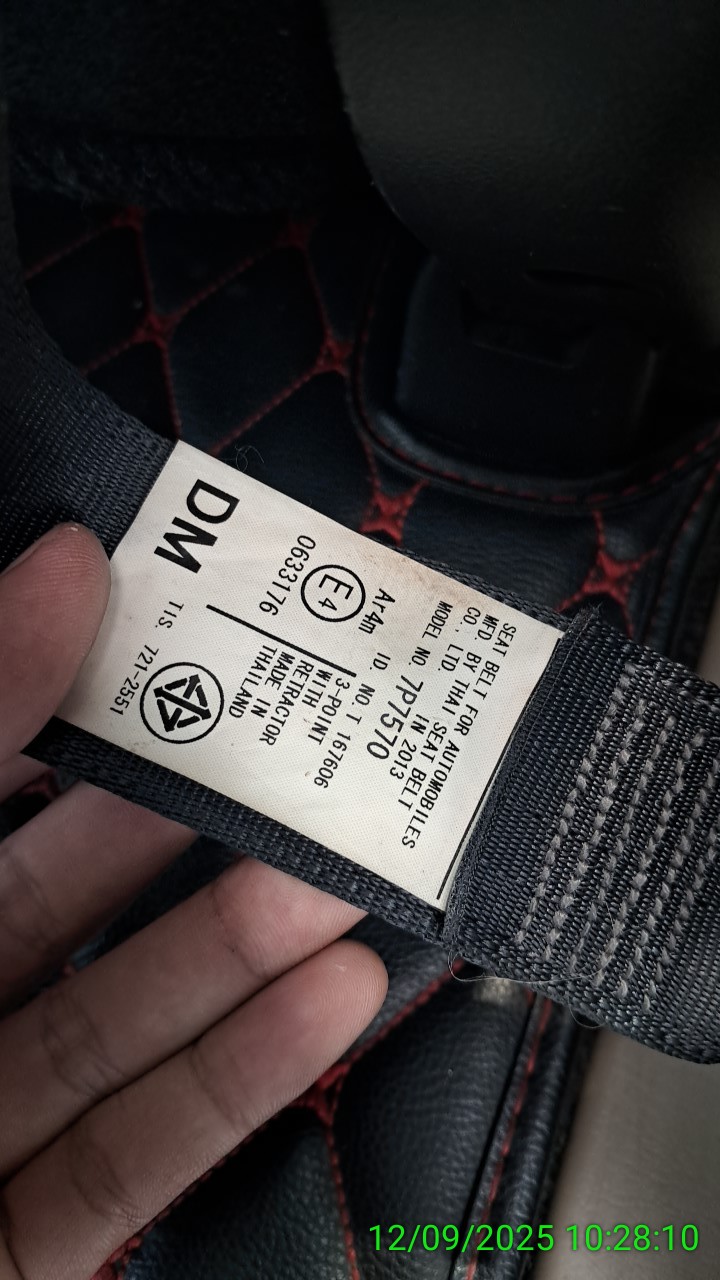 SEAT BELT FOR AUTOMOBILES
MFD. BY THAI SEAT BELT
CO., LTD. IN 2013
MODEL NO. 7P7570
ID. NO. T 167606
Ar4m
E4
0633176
3-POINT
WITH
RETRACTOR
MADE IN
THAILAND
TIS. 721-2551
DM
12/09/2025 10:28:10